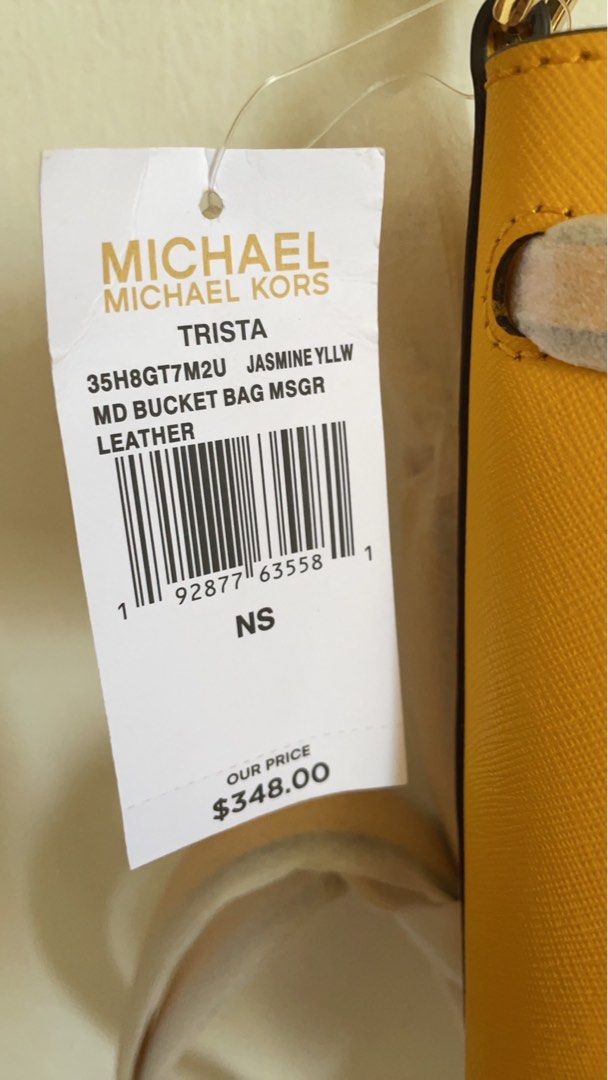 MICHAEL
MICHAEL KORS
TRISTA
35H8GT7M2U JASMINE YLLW
MD BUCKET BAG MSGR
LEATHER
1 92877 63558 1
NS
OUR PRICE
$348.00